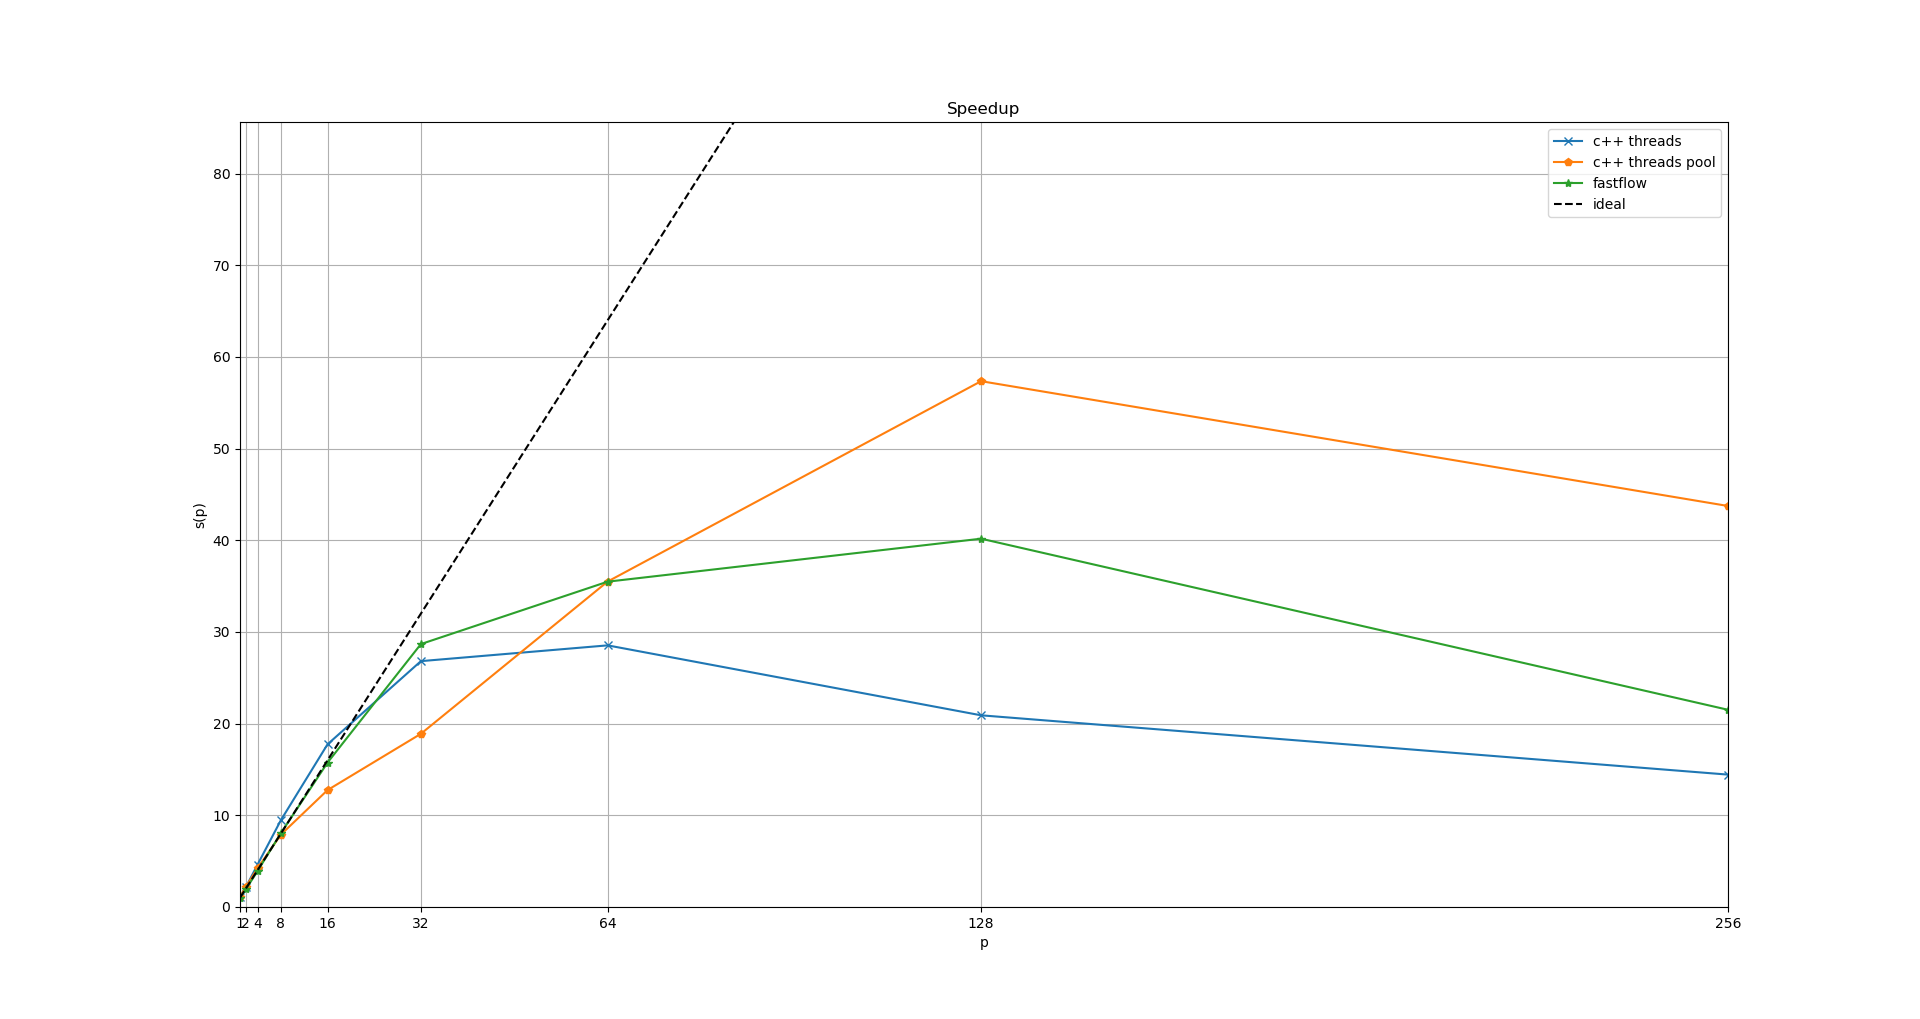 Speedup
c++ threads
c++ threads pool
fastflow
ideal
80
70
60
50
40
30
20
10
0
s(p)
1 2 4 8 16 32 64 128 256
p